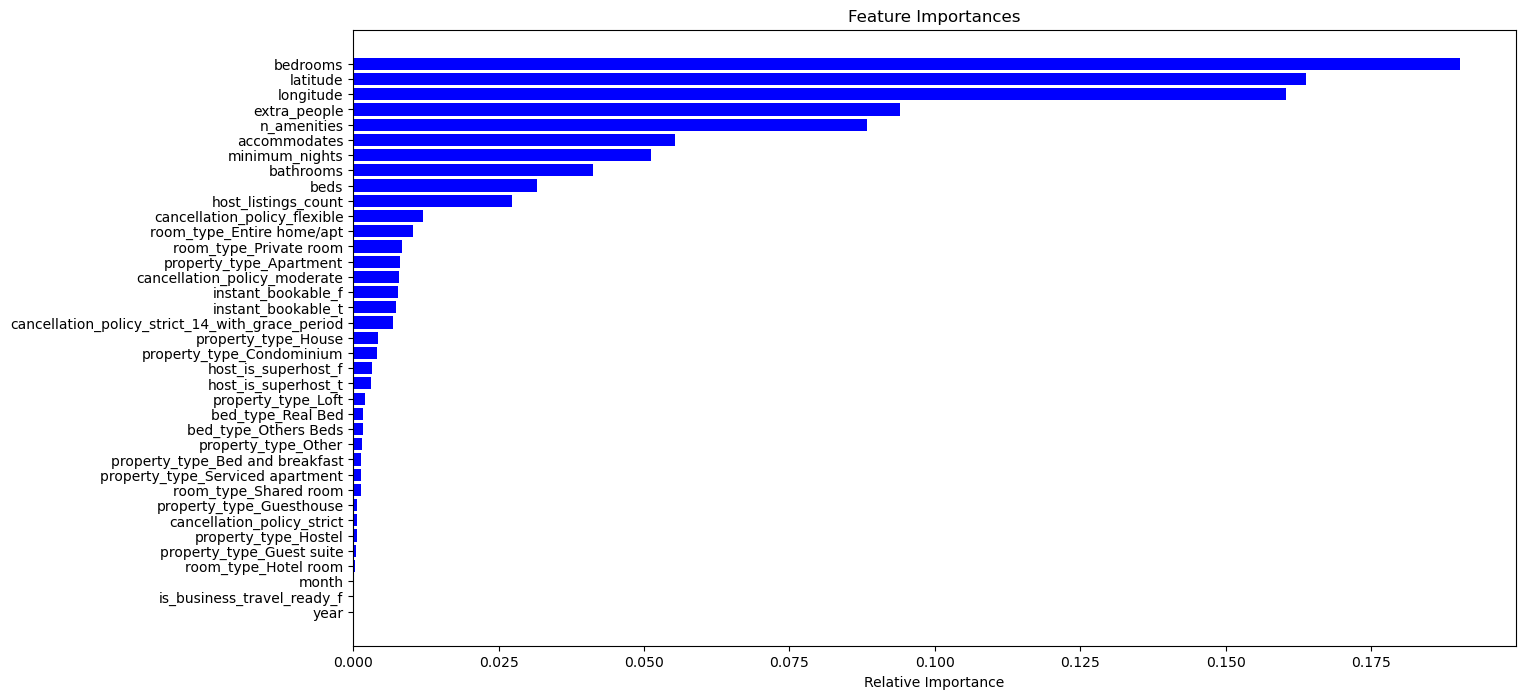 Feature Importances
bedrooms
latitude
longitude
extra_people
n_amenities
accommodates
minimum_nights
bathrooms
beds
host_listings_count
cancellation_policy_flexible
room_type_Entire home/apt
room_type_Private room
property_type_Apartment
cancellation_policy_moderate
instant_bookable_f
instant_bookable_t
cancellation_policy_strict_14_with_grace_period
property_type_House
property_type_Condominium
host_is_superhost_f
host_is_superhost_t
property_type_Loft
bed_type_Real Bed
bed_type_Others Beds
property_type_Other
property_type_Bed and breakfast
property_type_Serviced apartment
room_type_Shared room
property_type_Guesthouse
cancellation_policy_strict
property_type_Hostel
property_type_Guest suite
room_type_Hotel room
month
is_business_travel_ready_f
year
0.000 0.025 0.050 0.075 0.100 0.125 0.150 0.175
Relative Importance